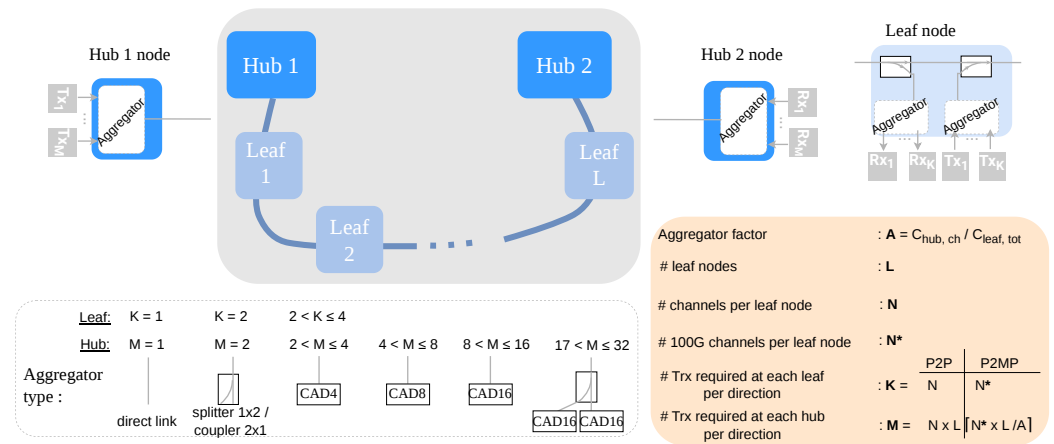 Hub 1 node
Tx1
TxM
Aggregator
Hub 1
Hub 2
Leaf 1
Leaf 2
Leaf L
Hub 2 node
Aggregator
Rx1
RxM
Leaf node
Aggregator
Aggregator
Rx1 RxK Tx1 TxK
Leaf: K = 1 K = 2 2 < K ≤ 4
Hub: M = 1 M = 2 2 < M ≤ 4 4 < M ≤ 8 8 < M ≤ 16 17 < M ≤ 32
Aggregator
type :
direct link
splitter 1x2 /
coupler 2x1
CAD4
CAD8
CAD16
CAD16 CAD16
Aggregator factor : A = Chub, ch / Cleaf, tot
# leaf nodes : L
# channels per leaf node : N
# 100G channels per leaf node : N*
P2P P2MP
# Trx required at each leaf
per direction : K = N N*
# Trx required at each hub
per direction : M = N x L ⌈N* x L /A⌉